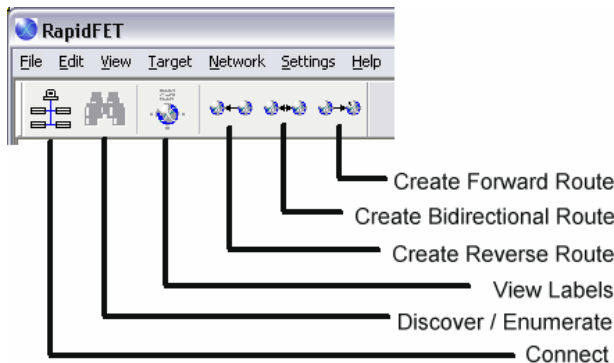 RapidFET
File Edit View Target Network Settings Help
Create Forward Route
Create Bidirectional Route
Create Reverse Route
View Labels
Discover / Enumerate
Connect